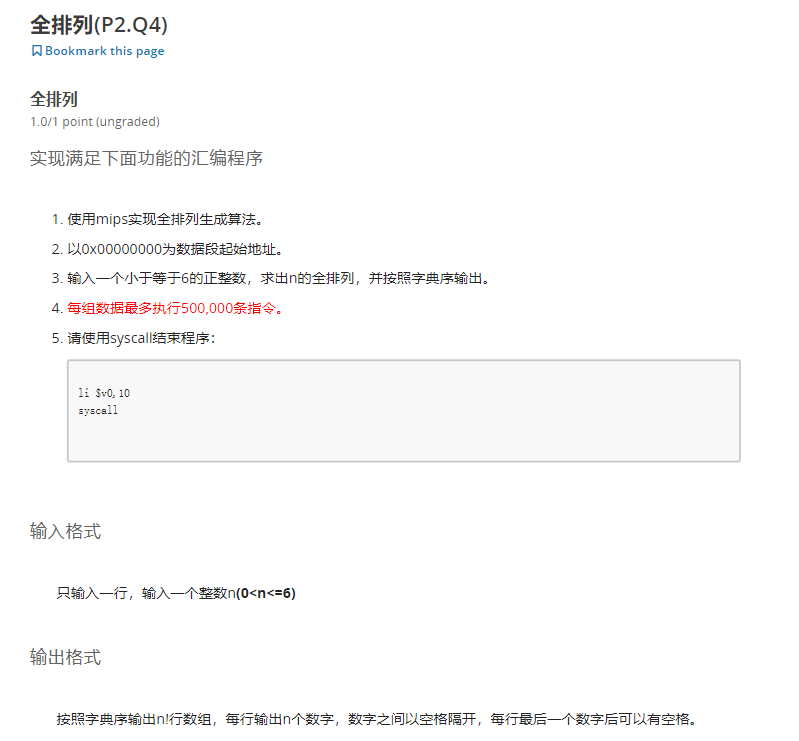 全排列(P2.Q4)
Bookmark this page
全排列
1.0/1 point (ungraded)
实现满足下面功能的汇编程序
1. 使用mips实现全排列生成算法。
2. 以0x00000000为数据段起始地址。
3. 输入一个小于等于6的正整数，求出n的全排列，并按照字典序输出。
4. 每组数据最多执行500,000条指令。
5. 请使用syscall结束程序：
li $v0,10
syscall
输入格式
只输入一行，输入一个整数n(0<n<=6)
输出格式
按照字典序输出n!行数组，每行输出n个数字，数字之间以空格隔开，每行最后一个数字后可以有空格。